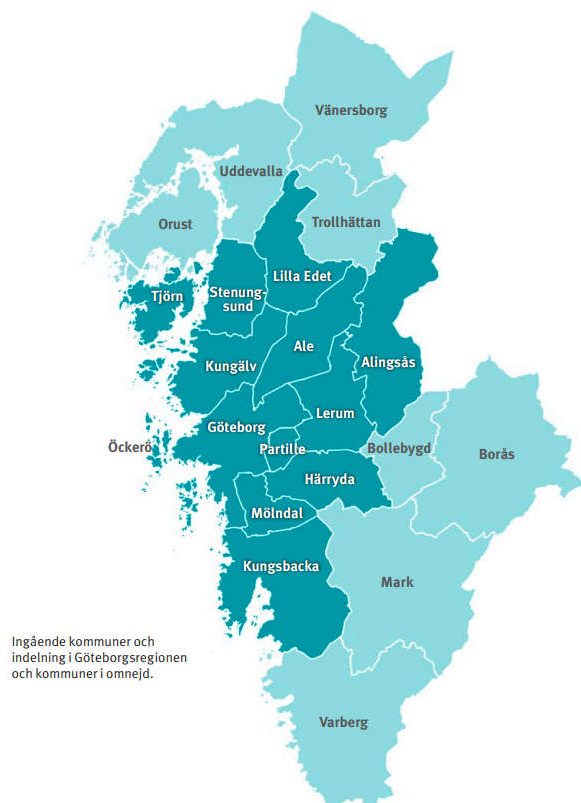 Vänersborg
Uddevalla
Trollhättan
Orust
Lilla Edet
Tjörn
Stenung-
sund
Ale
Kungälv
Alingsås
Göteborg
Lerum
Öckerö
Partille
Bollebygd
Borås
Härryda
Mölndal
Kungsbacka
Mark
Ingående kommuner och
indelning i Göteborgsregionen
och kommuner i omnejd.
Varberg